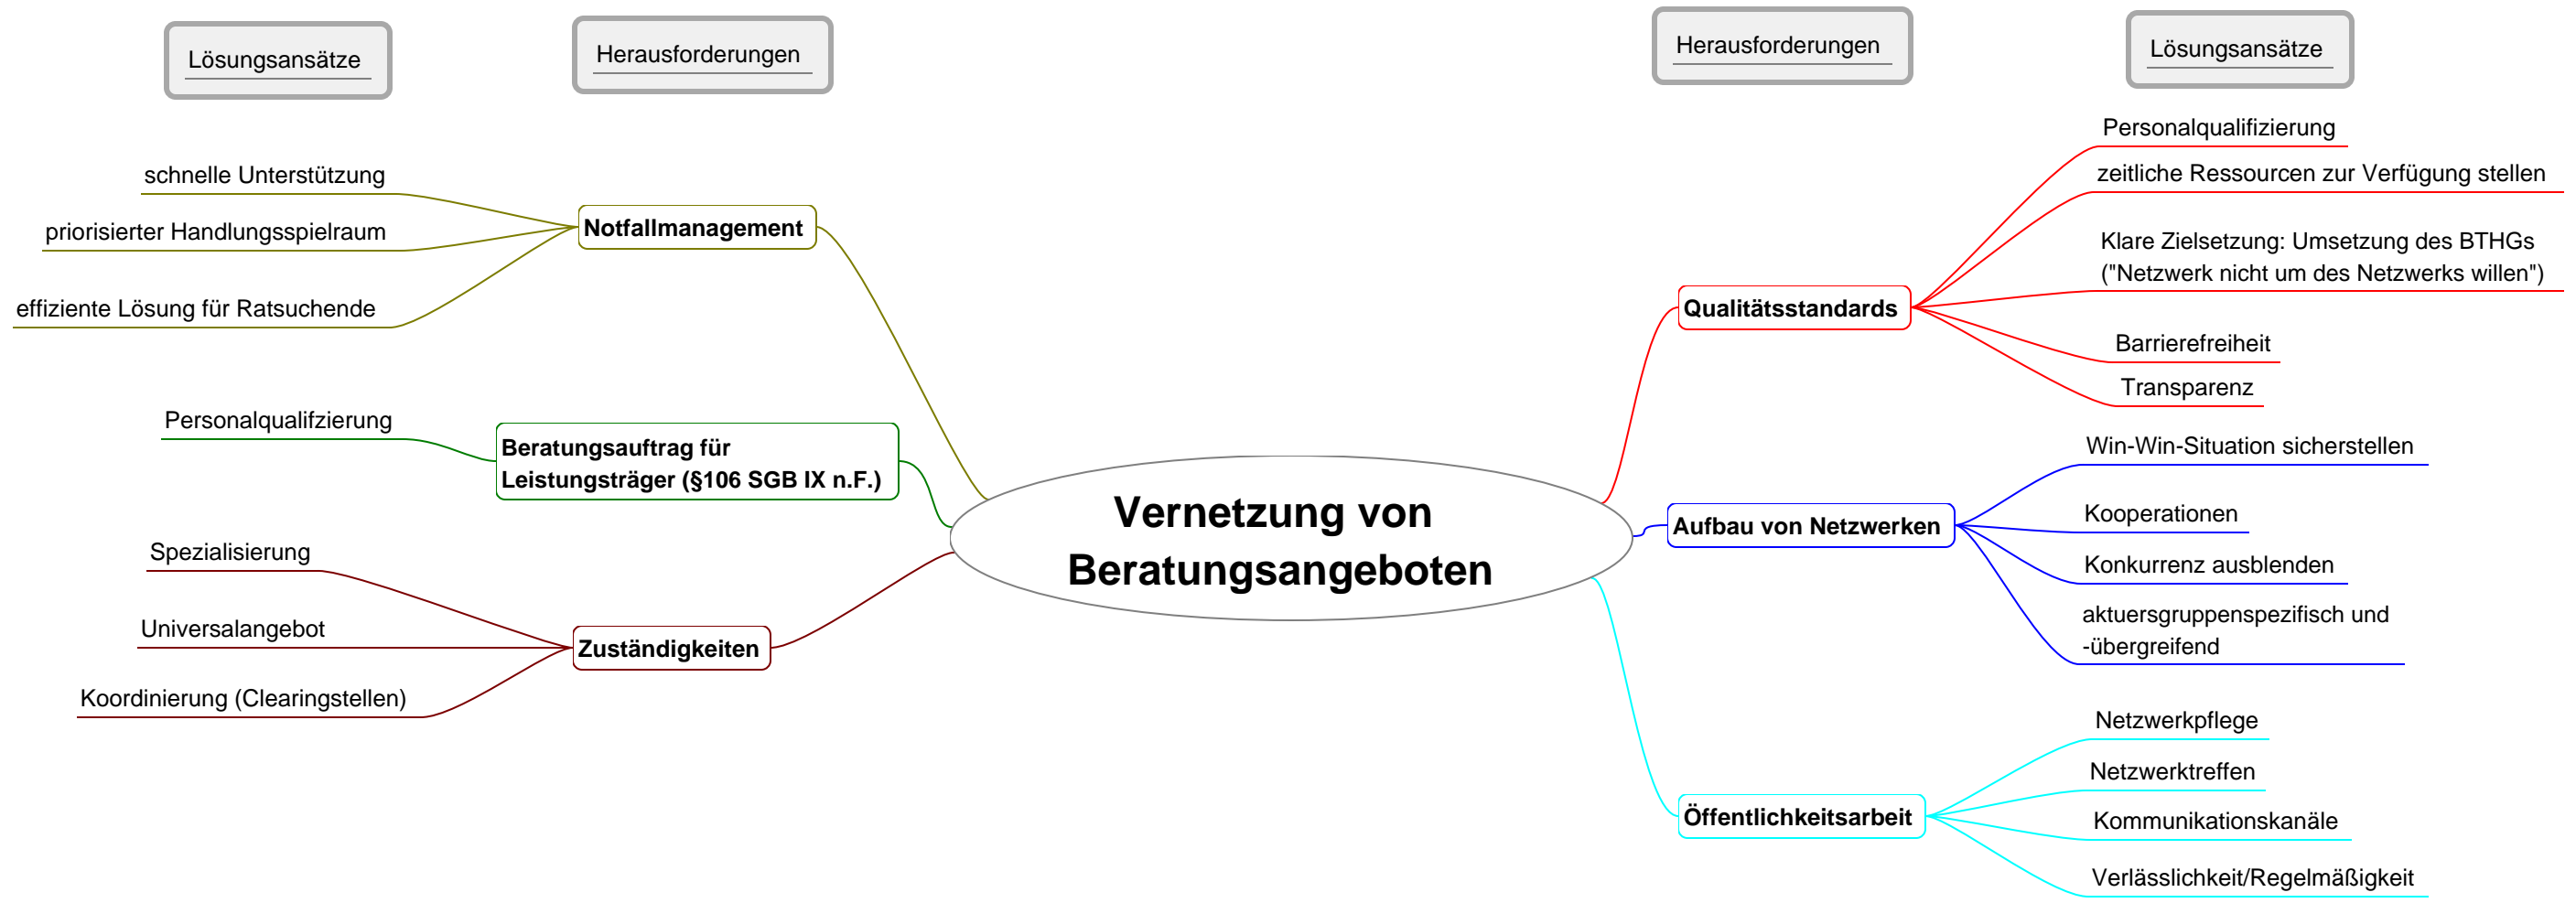 Lösungsansätze
Herausforderungen
Herausforderungen
Lösungsansätze
schnelle Unterstützung
priorisierter Handlungsspielraum
effiziente Lösung für Ratsuchende
Notfallmanagement
Personalqualifzierung
Beratungsauftrag für
Leistungsträger (§106 SGB IX n.F.)
Spezialisierung
Universalangebot
Koordinierung (Clearingstellen)
Zuständigkeiten
Vernetzung von
Beratungsangeboten
Qualitätsstandards
Personalqualifizierung
zeitliche Ressourcen zur Verfügung stellen
Klare Zielsetzung: Umsetzung des BTHGs
("Netzwerk nicht um des Netzwerks willen")
Barrierefreiheit
Transparenz
Aufbau von Netzwerken
Win-Win-Situation sicherstellen
Kooperationen
Konkurrenz ausblenden
aktuersgruppenspezifisch und
-übergreifend
Öffentlichkeitsarbeit
Netzwerkpflege
Netzwerktreffen
Kommunikationskanäle
Verlässlichkeit/Regelmäßigkeit